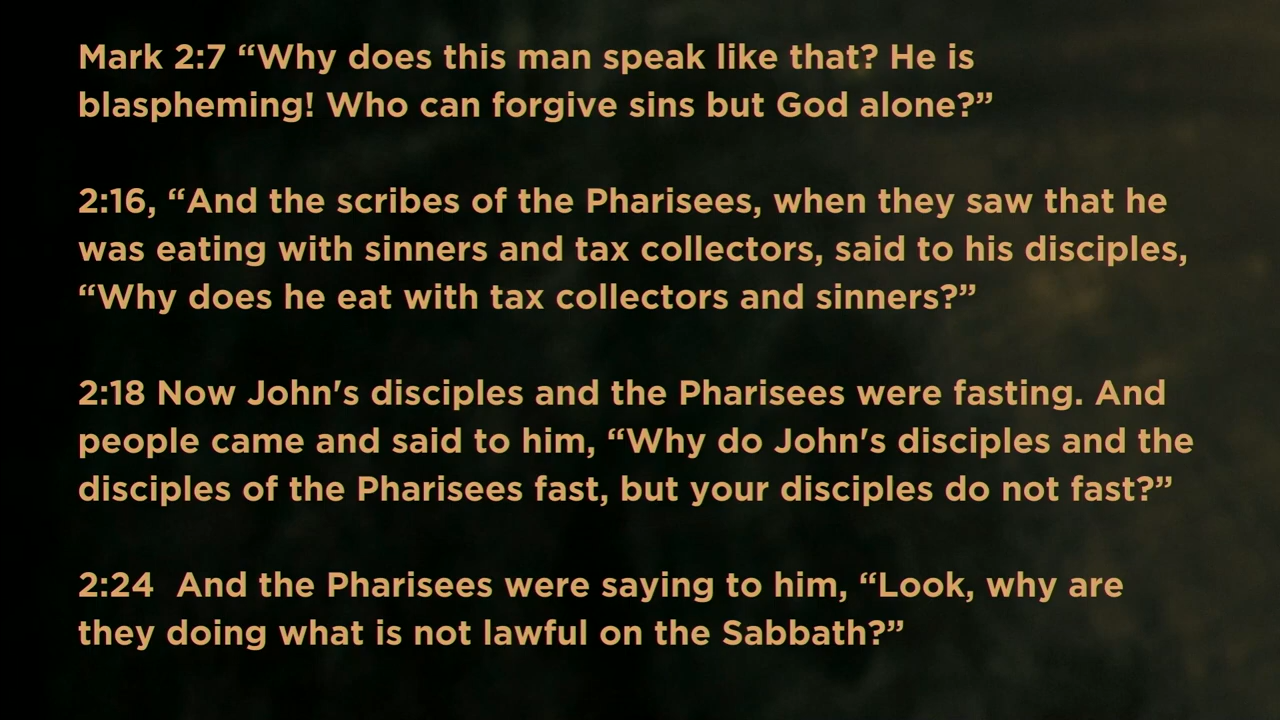 Mark 2:7 “Why does this man speak like that? He is
blaspheming! Who can forgive sins but God alone?”
2:16, “And the scribes of the Pharisees, when they saw that he
was eating with sinners and tax collectors, said to his disciples,
“Why does he eat with tax collectors and sinners?”
2:18 Now John's disciples and the Pharisees were fasting. And
people came and said to him, “Why do John's disciples and the
disciples of the Pharisees fast, but your disciples do not fast?”
2:24  And the Pharisees were saying to him, “Look, why are
they doing what is not lawful on the Sabbath?”